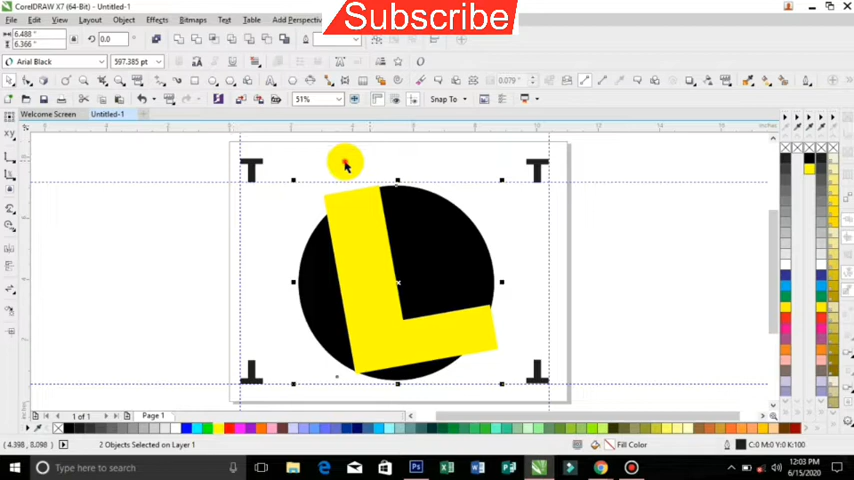 CorelDRAW X7 (64-Bit) - Untitled-1
Subscribe
File Edit View Layout Object Effects Bitmaps Text Table Add Perspective
6.488 "
6.366 "
0.0
Arial Black
597.385 pt
0.079 "
51%
Snap To
Welcome Screen
Untitled-1
inches
T T
L
T T
1 of 1
Page 1
(4.398, 8.098)
2 Objects Selected on Layer 1
Fill Color
C:0 M:0 Y:0 K:100
Type here to search
12:03 PM
6/15/2020